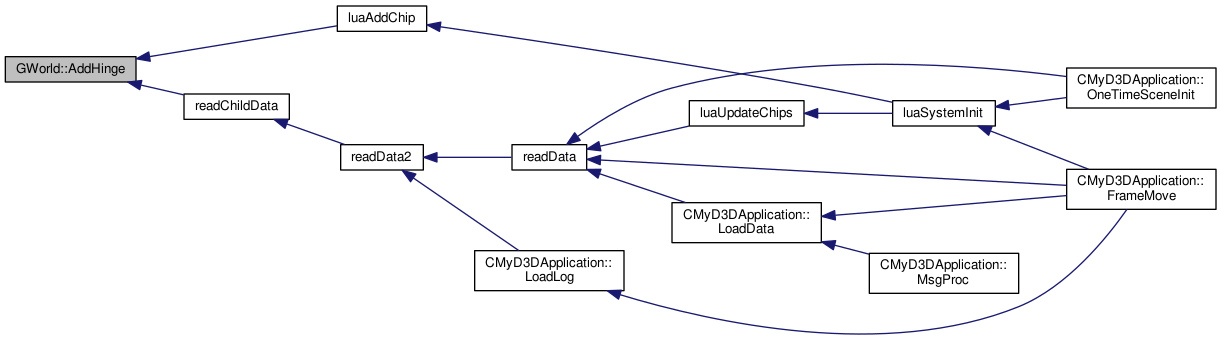 luaAddChip
GWorld::AddHinge
readChildData
readData2
readData
luaUpdateChips
luaSystemInit
CMyD3DApplication::
OneTimeSceneInit
CMyD3DApplication::
FrameMove
CMyD3DApplication::
LoadData
CMyD3DApplication::
LoadLog
CMyD3DApplication::
MsgProc